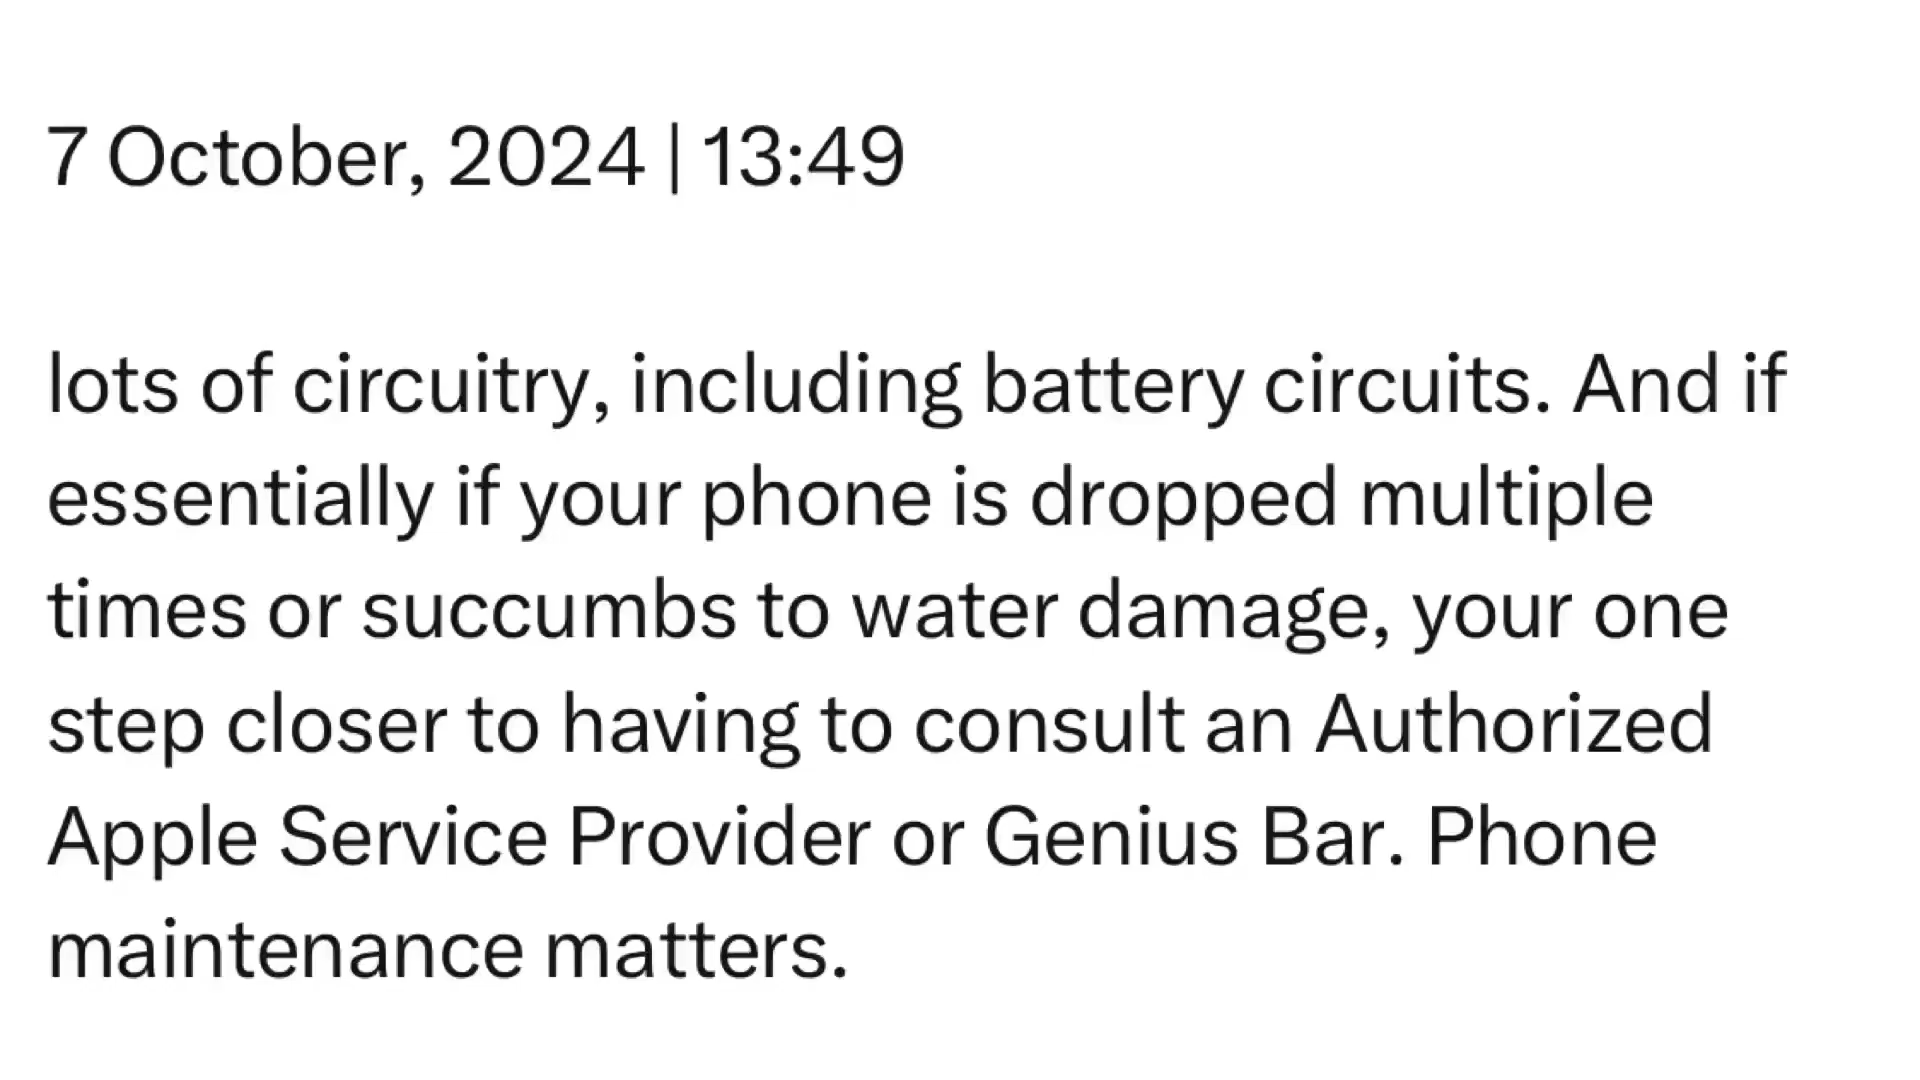 7 October, 2024 | 13:49
lots of circuitry, including battery circuits. And if
essentially if your phone is dropped multiple
times or succumbs to water damage, your one
step closer to having to consult an Authorized
Apple Service Provider or Genius Bar. Phone
maintenance matters.